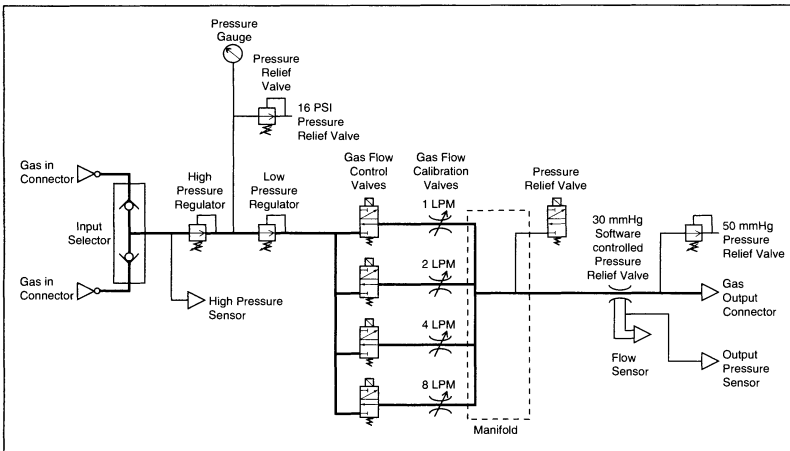 Pressure
Gauge
Pressure
Relief
Valve
16 PSI
Pressure
Relief Valve
Gas in
Connector
Input
Selector
Gas in
Connector
High
Pressure
Regulator
Low
Pressure
Regulator
High Pressure
Sensor
Gas Flow
Control
Valves
Gas Flow
Calibration
Valves
1 LPM
2 LPM
4 LPM
8 LPM
Manifold
Pressure
Relief Valve
30 mmHg
Software
controlled
Pressure
Relief Valve
50 mmHg
Pressure
Relief Valve
Gas
Output
Connector
Flow
Sensor
Output
Pressure
Sensor